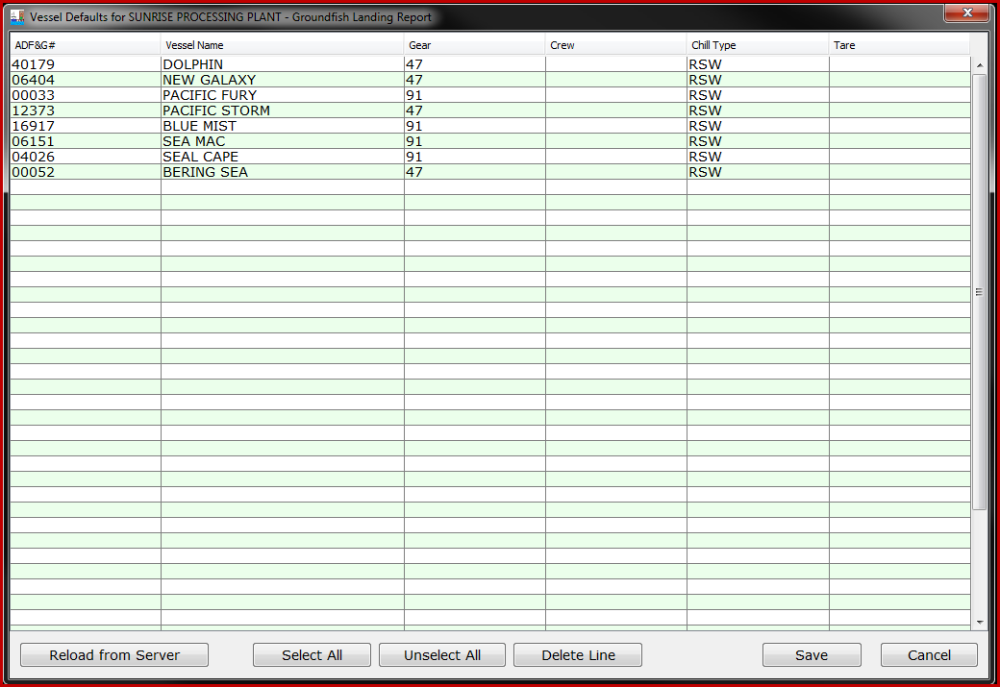 Vessel Defaults for SUNRISE PROCESSING PLANT - Groundfish Landing Report
ADF&G# Vessel Name Gear Crew Chill Type Tare
40179 DOLPHIN 47 RSW
06404 NEW GALAXY 47 RSW
00033 PACIFIC FURY 91 RSW
12373 PACIFIC STORM 47 RSW
16917 BLUE MIST 91 RSW
06151 SEA MAC 91 RSW
04026 SEAL CAPE 91 RSW
00052 BERING SEA 47 RSW
Reload from Server Select All Unselect All Delete Line Save Cancel